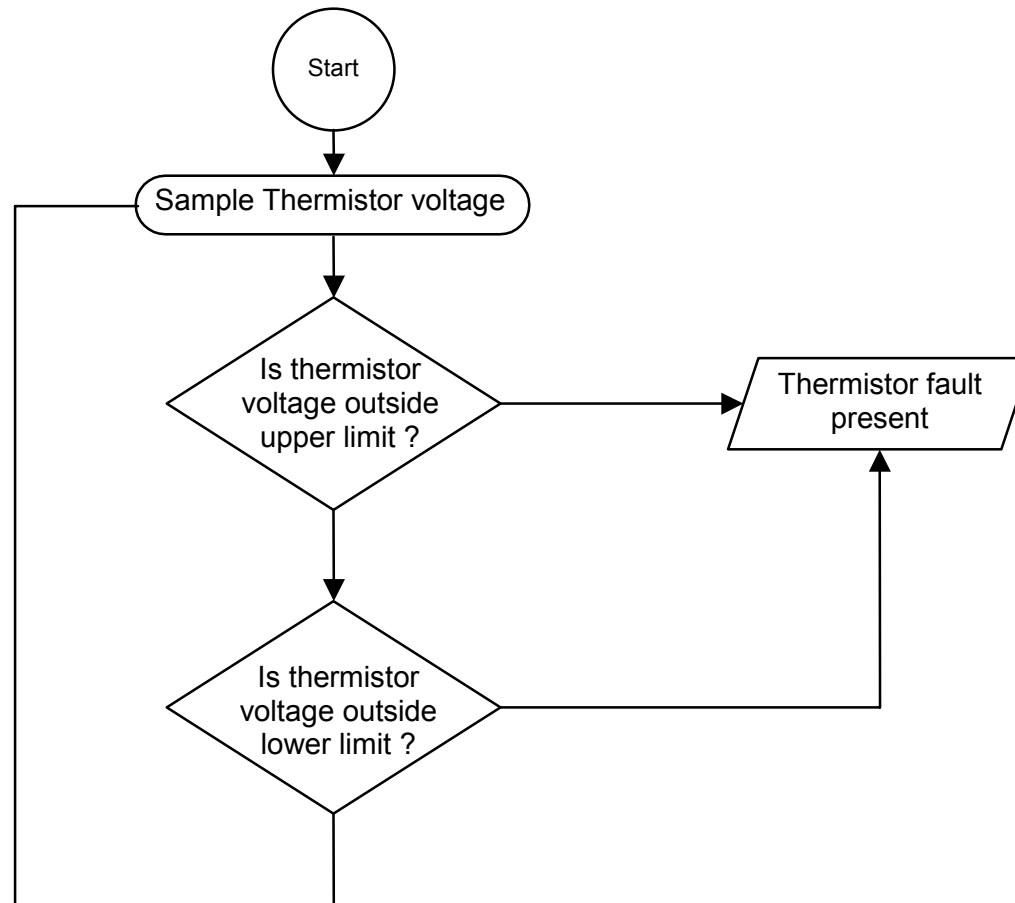 Start
Sample Thermistor voltage
Is thermistor
voltage outside
upper limit ?
Thermistor fault
present
Is thermistor
voltage outside
lower limit ?